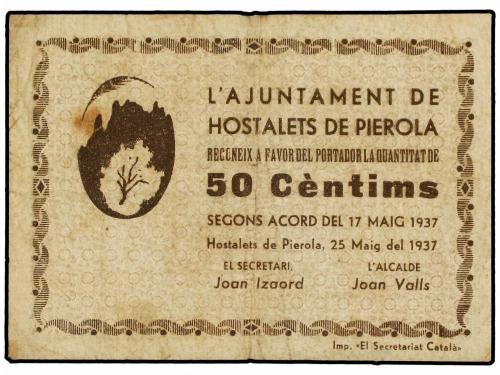 L'AJUNTAMENT DE
HOSTALETS DE PIEROLA
RECONEIX A FAVOR DEL PORTADOR LA QUANTITAT DE
50 Cèntims
SEGONS ACORD DEL 17 MAIG 1937
Hostalets de Pierola, 25 Maig del 1937
EL SECRETARI, L'ALCALDE
Joan Izaord Joan Valls
Imp. «El Secretariat Català»